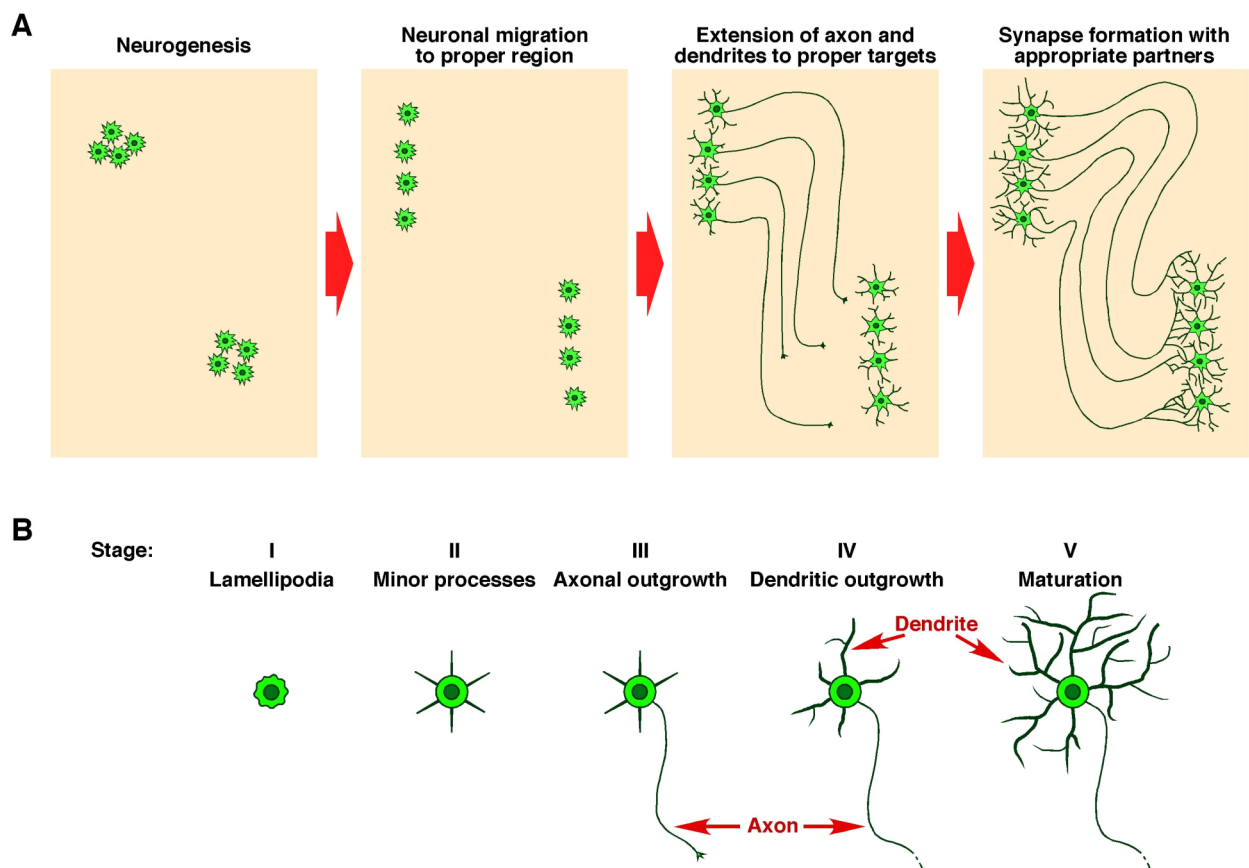 A
Neurogenesis
Neuronal migration
to proper region
Extension of axon and
dendrites to proper targets
Synapse formation with
appropriate partners
B
Stage:
I
II
III
IV
V
Lamellipodia
Minor processes
Axonal outgrowth
Dendritic outgrowth
Maturation
Dendrite
Axon